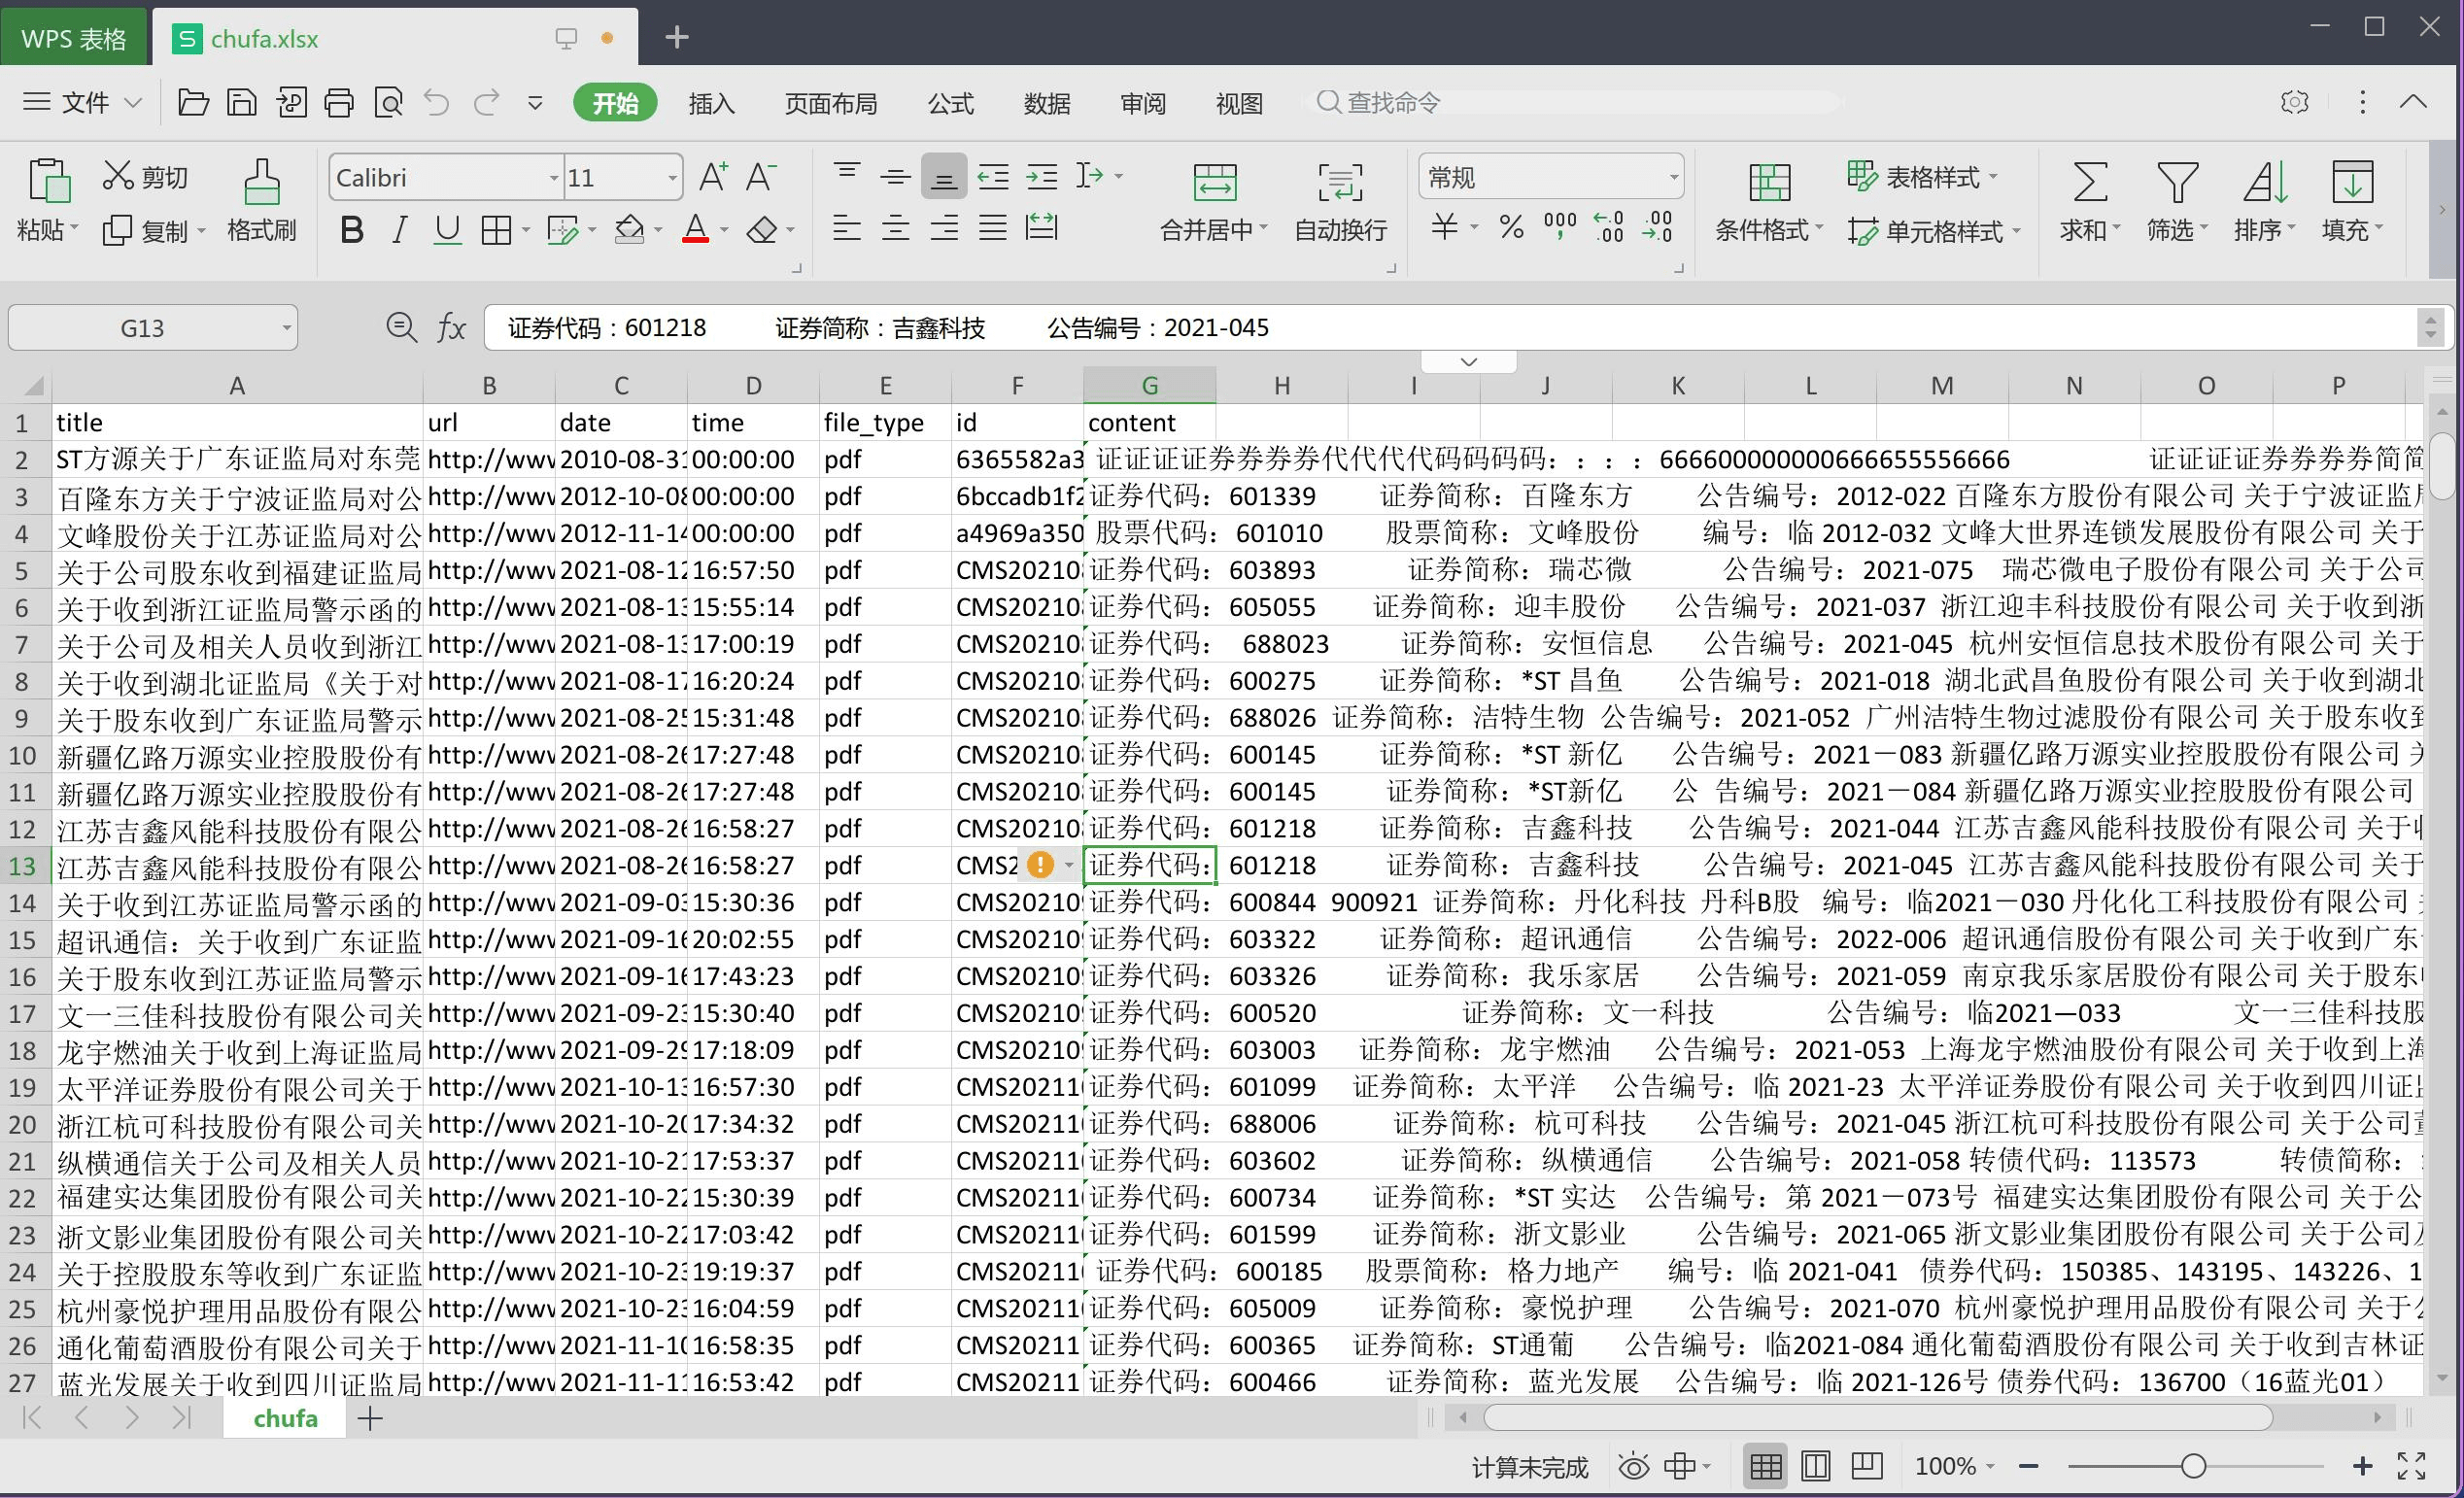 WPS 表格 chufa.xlsx
文件 开始 插入 页面布局 公式 数据 审阅 视图 查找命令
剪切 Calibri 11 常规 表格样式
粘贴 复制 格式刷 合并居中 自动换行 条件格式 单元格样式 求和 筛选 排序 填充
G13 fx 证券代码：601218 证券简称：吉鑫科技 公告编号：2021-045
A B C D E F G H I J K L M N O P
1 title url date time file_type id content
2 ST方源关于广东证监局对东莞 http://www 2010-08-31 00:00:00 pdf 6365582a3 证证证证券券券券代代代代码码码码：：：：666600000000066665555 6666 证证证证券券券券简简
3 百隆东方关于宁波证监局对公 http://www 2012-10-08 00:00:00 pdf 6bccadb1f2 证券代码：601339 证券简称：百隆东方 公告编号：2012-022 百隆东方股份有限公司 关于宁波证监局
4 文峰股份关于江苏证监局对公 http://www 2012-11-14 00:00:00 pdf a4969a350 股票代码：601010 股票简称：文峰股份 编号：临 2012-032 文峰大世界连锁发展股份有限公司 关于
5 关于公司股东收到福建证监局 http://www 2021-08-12 16:57:50 pdf CMS20210 证券代码：603893 证券简称：瑞芯微 公告编号：2021-075 瑞芯微电子股份有限公司 关于公司
6 关于收到浙江证监局警示函的 http://www 2021-08-13 15:55:14 pdf CMS20210 证券代码：605055 证券简称：迎丰股份 公告编号：2021-037 浙江迎丰科技股份有限公司 关于收到浙
7 关于公司及相关人员收到浙江 http://www 2021-08-13 17:00:19 pdf CMS20210 证券代码： 688023 证券简称：安恒信息 公告编号：2021-045 杭州安恒信息技术股份有限公司 关于
8 关于收到湖北证监局《关于对 http://www 2021-08-17 16:20:24 pdf CMS20210 证券代码：600275 证券简称：*ST 昌鱼 公告编号：2021-018 湖北武昌鱼股份有限公司 关于收到湖北
9 关于股东收到广东证监局警示 http://www 2021-08-25 15:31:48 pdf CMS20210 证券代码：688026 证券简称：洁特生物 公告编号：2021-052 广州洁特生物过滤股份有限公司 关于股东收到
10 新疆亿路万源实业控股股份有 http://www 2021-08-26 17:27:48 pdf CMS20210 证券代码：600145 证券简称：*ST 新亿 公告编号：2021－083 新疆亿路万源实业控股股份有限公司 关
11 新疆亿路万源实业控股股份有 http://www 2021-08-26 17:27:48 pdf CMS20210 证券代码：600145 证券简称：*ST新亿 公 告编号：2021－084 新疆亿路万源实业控股股份有限公司
12 江苏吉鑫风能科技股份有限公 http://www 2021-08-26 16:58:27 pdf CMS20210 证券代码：601218 证券简称：吉鑫科技 公告编号：2021-044 江苏吉鑫风能科技股份有限公司 关于收
13 江苏吉鑫风能科技股份有限公 http://www 2021-08-26 16:58:27 pdf CMS2 证券代码：601218 证券简称：吉鑫科技 公告编号：2021-045 江苏吉鑫风能科技股份有限公司 关于
14 关于收到江苏证监局警示函的 http://www 2021-09-03 15:30:36 pdf CMS20210 证券代码：600844 900921 证券简称：丹化科技 丹科B股 编号：临2021－030 丹化化工科技股份有限公司
15 超讯通信：关于收到广东证监 http://www 2021-09-16 20:02:55 pdf CMS20210 证券代码：603322 证券简称：超讯通信 公告编号：2022-006 超讯通信股份有限公司 关于收到广东
16 关于股东收到江苏证监局警示 http://www 2021-09-16 17:43:23 pdf CMS20210 证券代码：603326 证券简称：我乐家居 公告编号：2021-059 南京我乐家居股份有限公司 关于股东
17 文一三佳科技股份有限公司关 http://www 2021-09-23 15:30:40 pdf CMS20210 证券代码：600520 证券简称：文一科技 公告编号：临2021—033 文一三佳科技股
18 龙宇燃油关于收到上海证监局 http://www 2021-09-29 17:18:09 pdf CMS20210 证券代码：603003 证券简称：龙宇燃油 公告编号：2021-053 上海龙宇燃油股份有限公司 关于收到上海
19 太平洋证券股份有限公司关于 http://www 2021-10-13 16:57:30 pdf CMS20211 证券代码：601099 证券简称：太平洋 公告编号：临 2021-23 太平洋证券股份有限公司 关于收到四川证监
20 浙江杭可科技股份有限公司关 http://www 2021-10-20 17:34:32 pdf CMS20211 证券代码：688006 证券简称：杭可科技 公告编号：2021-045 浙江杭可科技股份有限公司 关于公司董
21 纵横通信关于公司及相关人员 http://www 2021-10-21 17:53:37 pdf CMS20211 证券代码：603602 证券简称：纵横通信 公告编号：2021-058 转债代码：113573 转债简称：
22 福建实达集团股份有限公司关 http://www 2021-10-22 15:30:39 pdf CMS20211 证券代码：600734 证券简称：*ST 实达 公告编号：第 2021－073号 福建实达集团股份有限公司 关于公
23 浙文影业集团股份有限公司关 http://www 2021-10-22 17:03:42 pdf CMS20211 证券代码：601599 证券简称：浙文影业 公告编号：2021-065 浙文影业集团股份有限公司 关于公司及
24 关于控股股东等收到广东证监 http://www 2021-10-23 19:19:37 pdf CMS20211 证券代码：600185 股票简称：格力地产 编号：临 2021-041 债券代码：150385、143195、143226、1
25 杭州豪悦护理用品股份有限公 http://www 2021-10-23 16:04:59 pdf CMS20211 证券代码：605009 证券简称：豪悦护理 公告编号：2021-070 杭州豪悦护理用品股份有限公司 关于公
26 通化葡萄酒股份有限公司关于 http://www 2021-11-10 16:58:35 pdf CMS20211 证券代码：600365 证券简称：ST通葡 公告编号：临2021-084 通化葡萄酒股份有限公司 关于收到吉林证
27 蓝光发展关于收到四川证监局 http://www 2021-11-11 16:53:42 pdf CMS20211 证券代码：600466 证券简称：蓝光发展 公告编号：临 2021-126号 债券代码：136700（16蓝光01）
chufa
计算未完成 100%